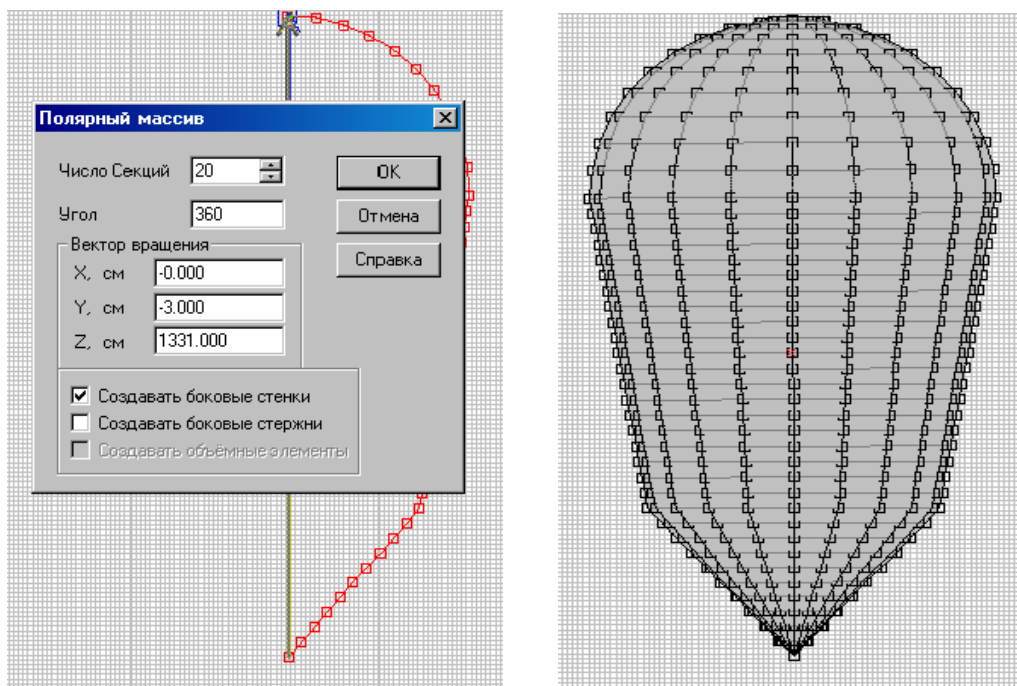 Полярный массив
Число Секций 20
OK
Угол 360
Отмена
Вектор вращения
Справка
X, см -0.000
Y, см -3.000
Z, см 1331.000
Создавать боковые стенки
Создавать боковые стержни
Создавать объёмные элементы